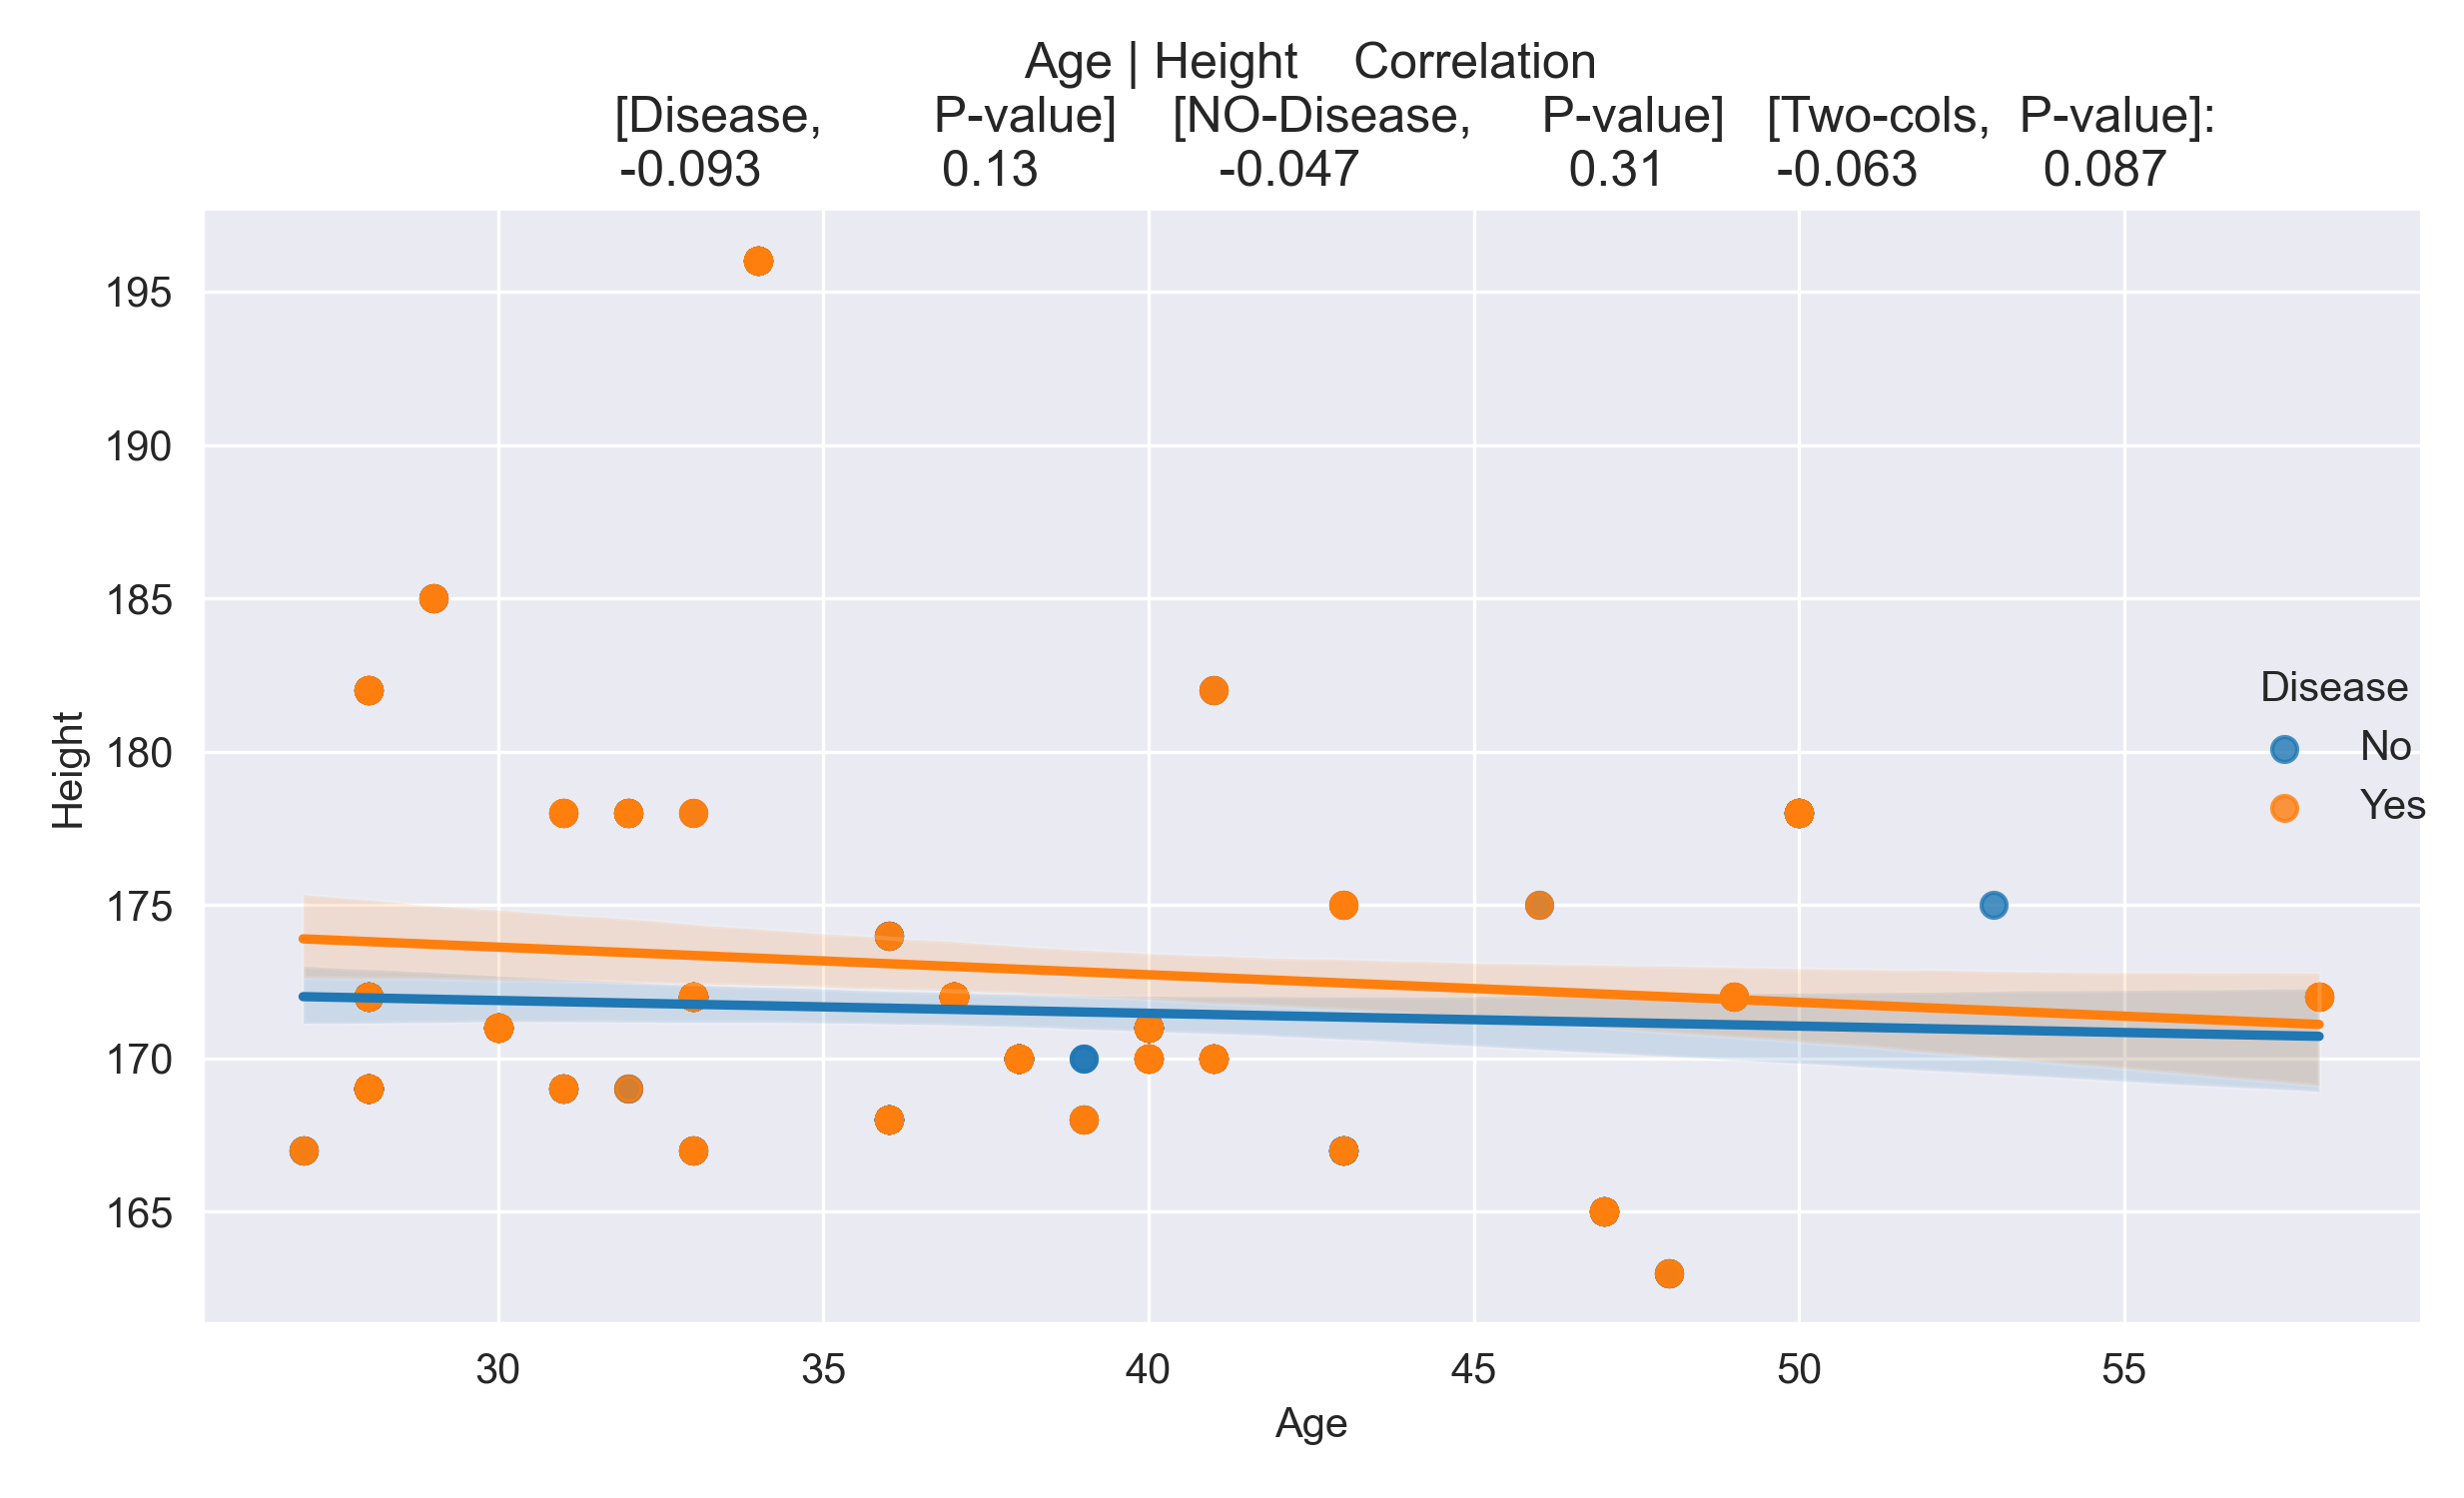 Age | Height    Correlation
[Disease,        P-value]    [NO-Disease,     P-value]   [Two-cols,  P-value]:
-0.093             0.13             -0.047               0.31        -0.063         0.087
195
190
185
180
175
170
165
Height
Disease
No
Yes
30 35 40 45 50 55
Age